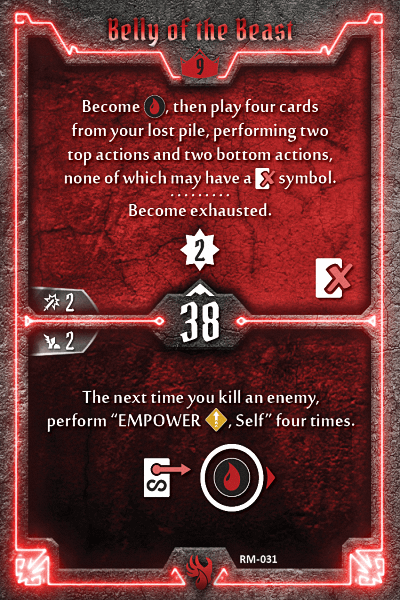 Belly of the Beast
9
Become , then play four cards
from your lost pile, performing two
top actions and two bottom actions,
none of which may have a symbol.
Become exhausted.
2
2
38
2
The next time you kill an enemy,
perform “EMPOWER , Self” four times.
S
RM-031